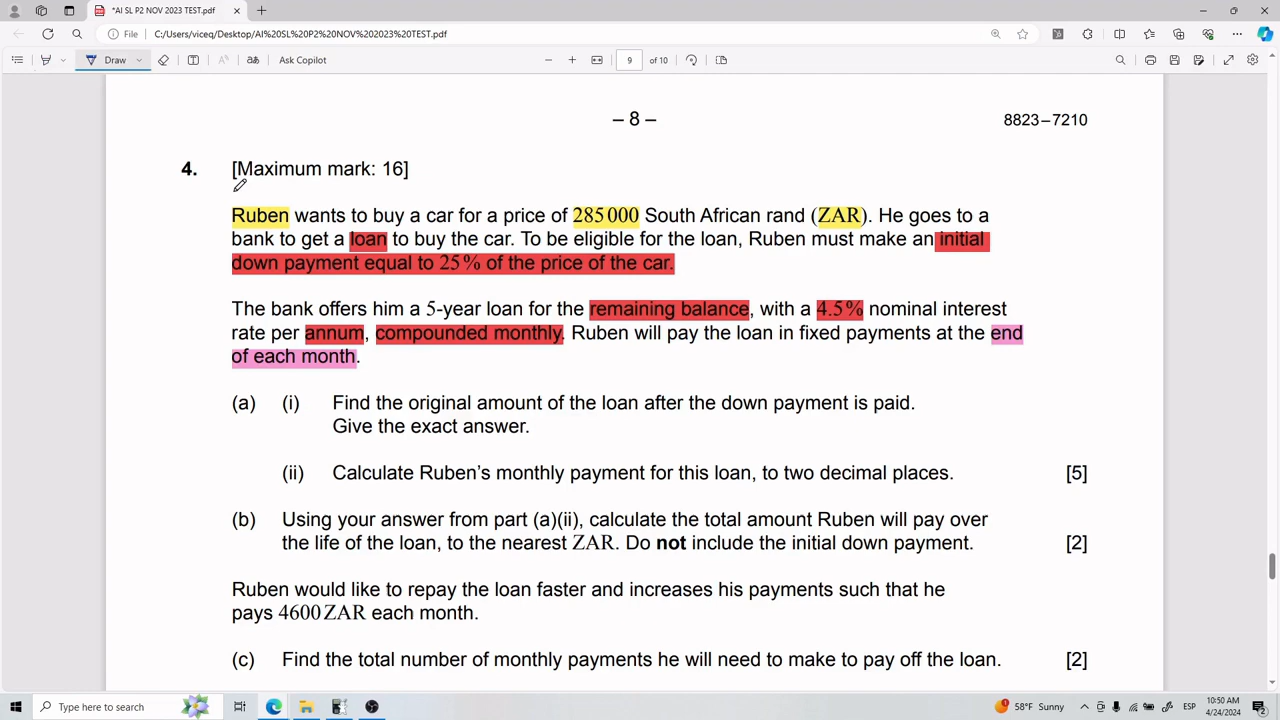 *AI SL P2 NOV 2023 TEST.pdf
File
C:/Users/viceq/Desktop/AI%20SL%20P2%20NOV%202023%20TEST.pdf
Draw
Ask Copilot
9 of 10
– 8 –
8823–7210
4. [Maximum mark: 16]
Ruben wants to buy a car for a price of 285 000 South African rand (ZAR). He goes to a
bank to get a loan to buy the car. To be eligible for the loan, Ruben must make an initial
down payment equal to 25 % of the price of the car.
The bank offers him a 5-year loan for the remaining balance, with a 4.5 % nominal interest
rate per annum, compounded monthly. Ruben will pay the loan in fixed payments at the end
of each month.
(a) (i) Find the original amount of the loan after the down payment is paid.
Give the exact answer.
(ii) Calculate Ruben’s monthly payment for this loan, to two decimal places. [5]
(b) Using your answer from part (a)(ii), calculate the total amount Ruben will pay over
the life of the loan, to the nearest ZAR. Do not include the initial down payment. [2]
Ruben would like to repay the loan faster and increases his payments such that he
pays 4600 ZAR each month.
(c) Find the total number of monthly payments he will need to make to pay off the loan. [2]
Type here to search
58°F Sunny
ESP
10:50 AM
4/24/2024